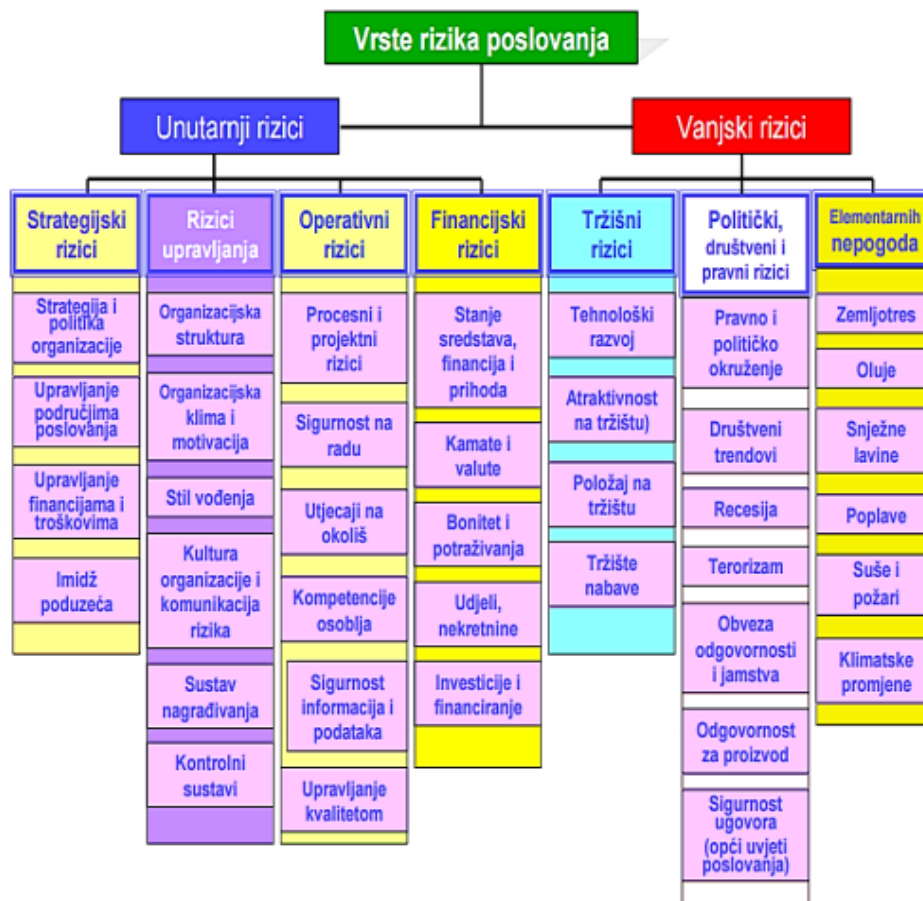 Vrste rizika poslovanja
Unutarnji rizici
Vanjski rizici
Strategijski
rizici
Strategija i
politika
organizacije
Upravljanje
područjima
poslovanja
Upravljanje
financijama i
troškovima
Imidž
poduzeća
Rizici
upravljanja
Organizacijska
struktura
Organizacijska
klima i
motivacija
Stil vođenja
Kultura
organizacije i
komunikacija
rizika
Sustav
nagrađivanja
Kontrolni
sustavi
Operativni
rizici
Procesni i
projektni
rizici
Sigurnost na
radu
Utjecaji na
okoliš
Kompetencije
osoblja
Sigurnost
informacija i
podataka
Upravljanje
kvalitetom
Financijski
rizici
Stanje
sredstava,
financija i
prihoda
Kamate i
valute
Bonitet i
potraživanja
Udjeli,
nekretnine
Investicije i
financiranje
Tržišni
rizici
Tehnološki
razvoj
Atraktivnost
na tržištu)
Položaj na
tržištu
Tržište
nabave
Politički,
društveni i
pravni rizici
Pravno i
političko
okruženje
Društveni
trendovi
Recesija
Terorizam
Obveza
odgovornosti
i jamstva
Odgovornost
za proizvod
Sigurnost
ugovora
(opći uvjeti
poslovanja)
Elementarnih
nepogoda
Zemljotres
Oluje
Snježne
lavine
Poplave
Suše i
požari
Klimatske
promjene